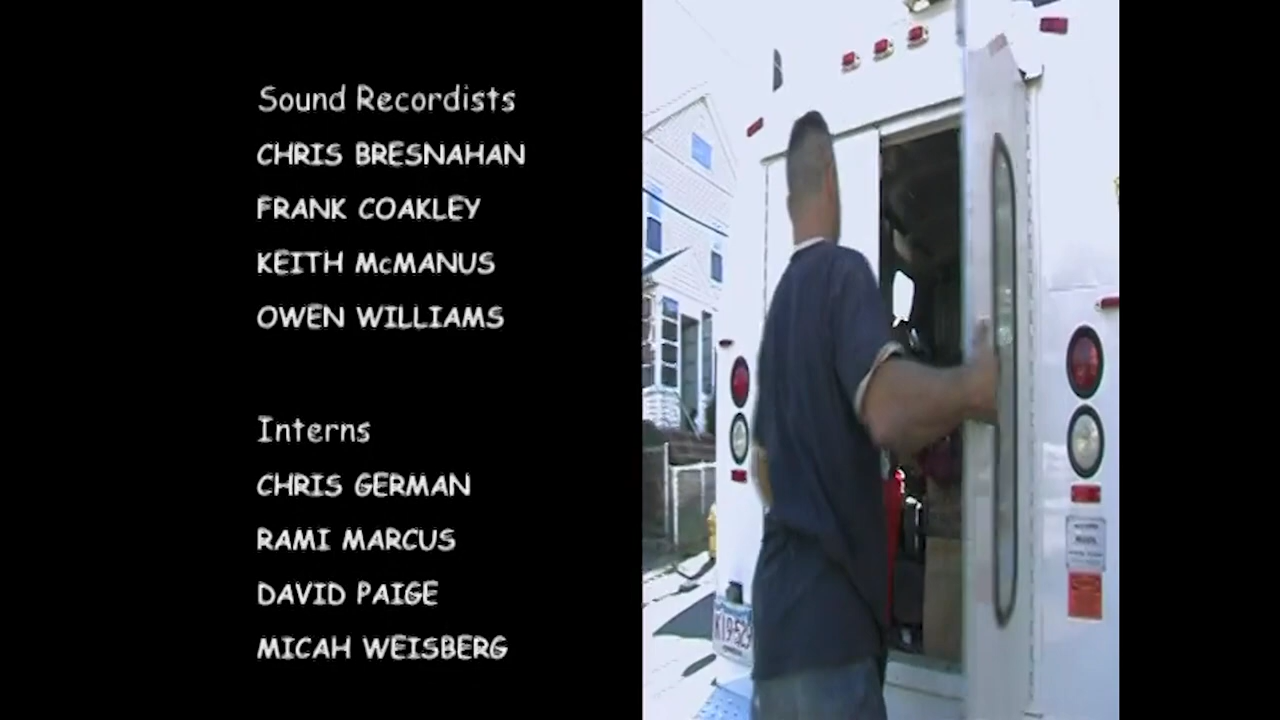 Sound Recordists
CHRIS BRESNAHAN
FRANK COAKLEY
KEITH McMANUS
OWEN WILLIAMS
Interns
CHRIS GERMAN
RAMI MARCUS
DAVID PAIGE
MICAH WEISBERG